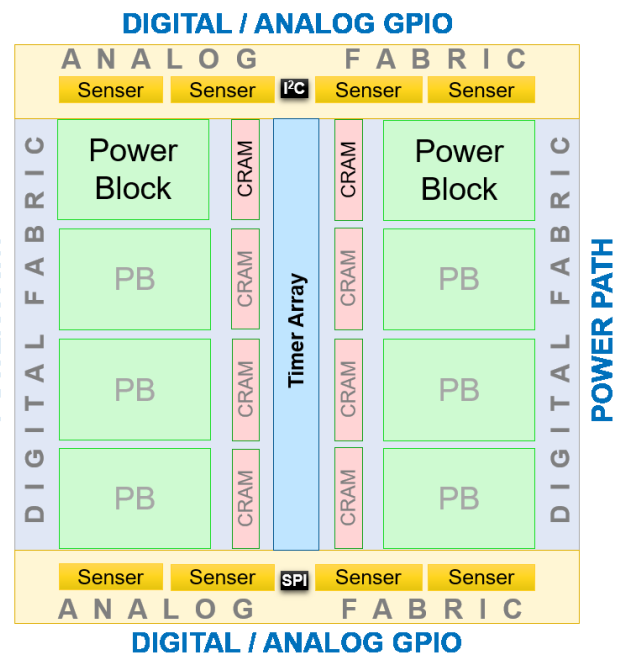 DIGITAL / ANALOG GPIO
ANALOG FABRIC
Senser Senser I²C Senser Senser
DIGITAL FABRIC
Power Block
CRAM
Timer Array
CRAM
Power Block
DIGITAL FABRIC
POWER PATH
PB
CRAM
CRAM
PB
PB
CRAM
CRAM
PB
PB
CRAM
CRAM
PB
Senser Senser SPI Senser Senser
ANALOG FABRIC
DIGITAL / ANALOG GPIO